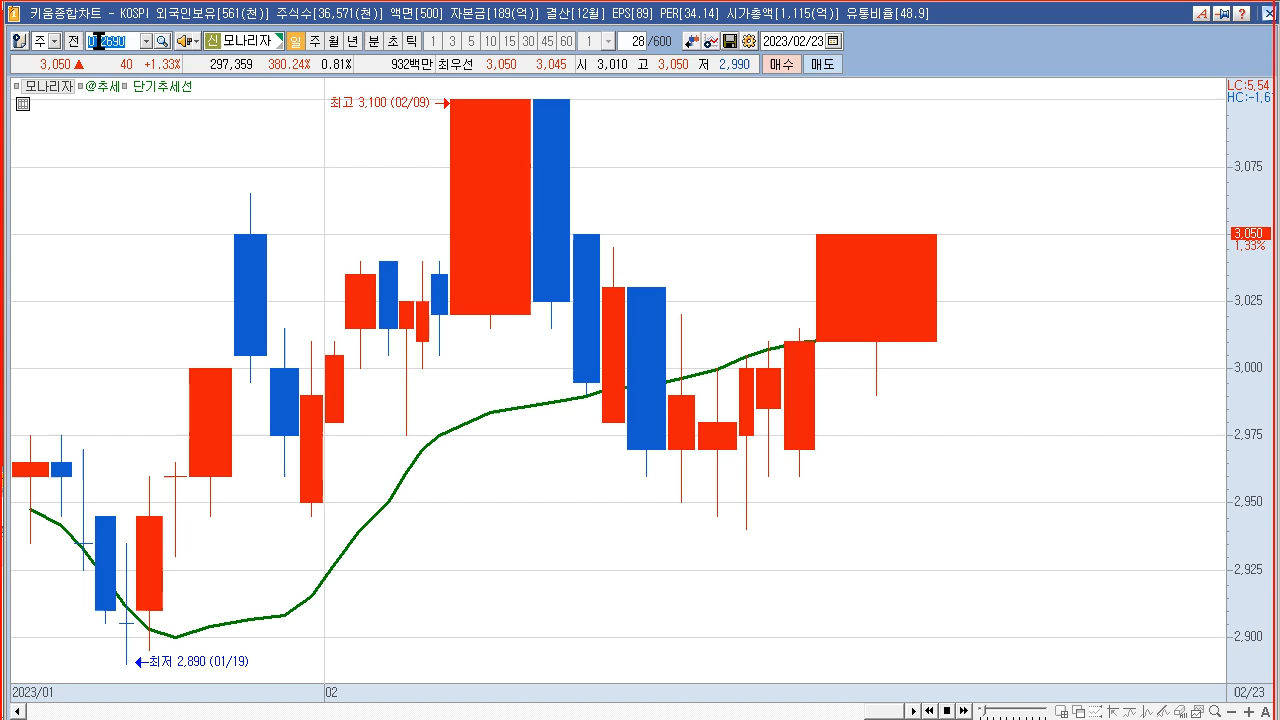 키움종합차트 - KOSPI 외국인보유[561(천)] 주식수[36,571(천)] 액면[500] 자본금[189(억)] 결산[12월] EPS[89] PER[34.14] 시가총액[1,115(억)] 유통비율[48.9]
주 전 012690 신 모나리자 일 주 월 년 분 초 틱 1 3 5 10 15 30 45 60 1 28 /600 2023/02/23
3,050 ▲ 40 +1.33% 297,359 380.24% 0.81% 932백만 최우선 3,050 3,045 시 3,010 고 3,050 저 2,990 매수 매도
모나리자 @추세 단기추세선
LC:5.54
HC:-1.6
최고 3,100 (02/09)
3,075
3,050
1.33%
3,025
3,000
2,975
2,950
2,925
2,900
최저 2,890 (01/19)
2023/01 02 02/23